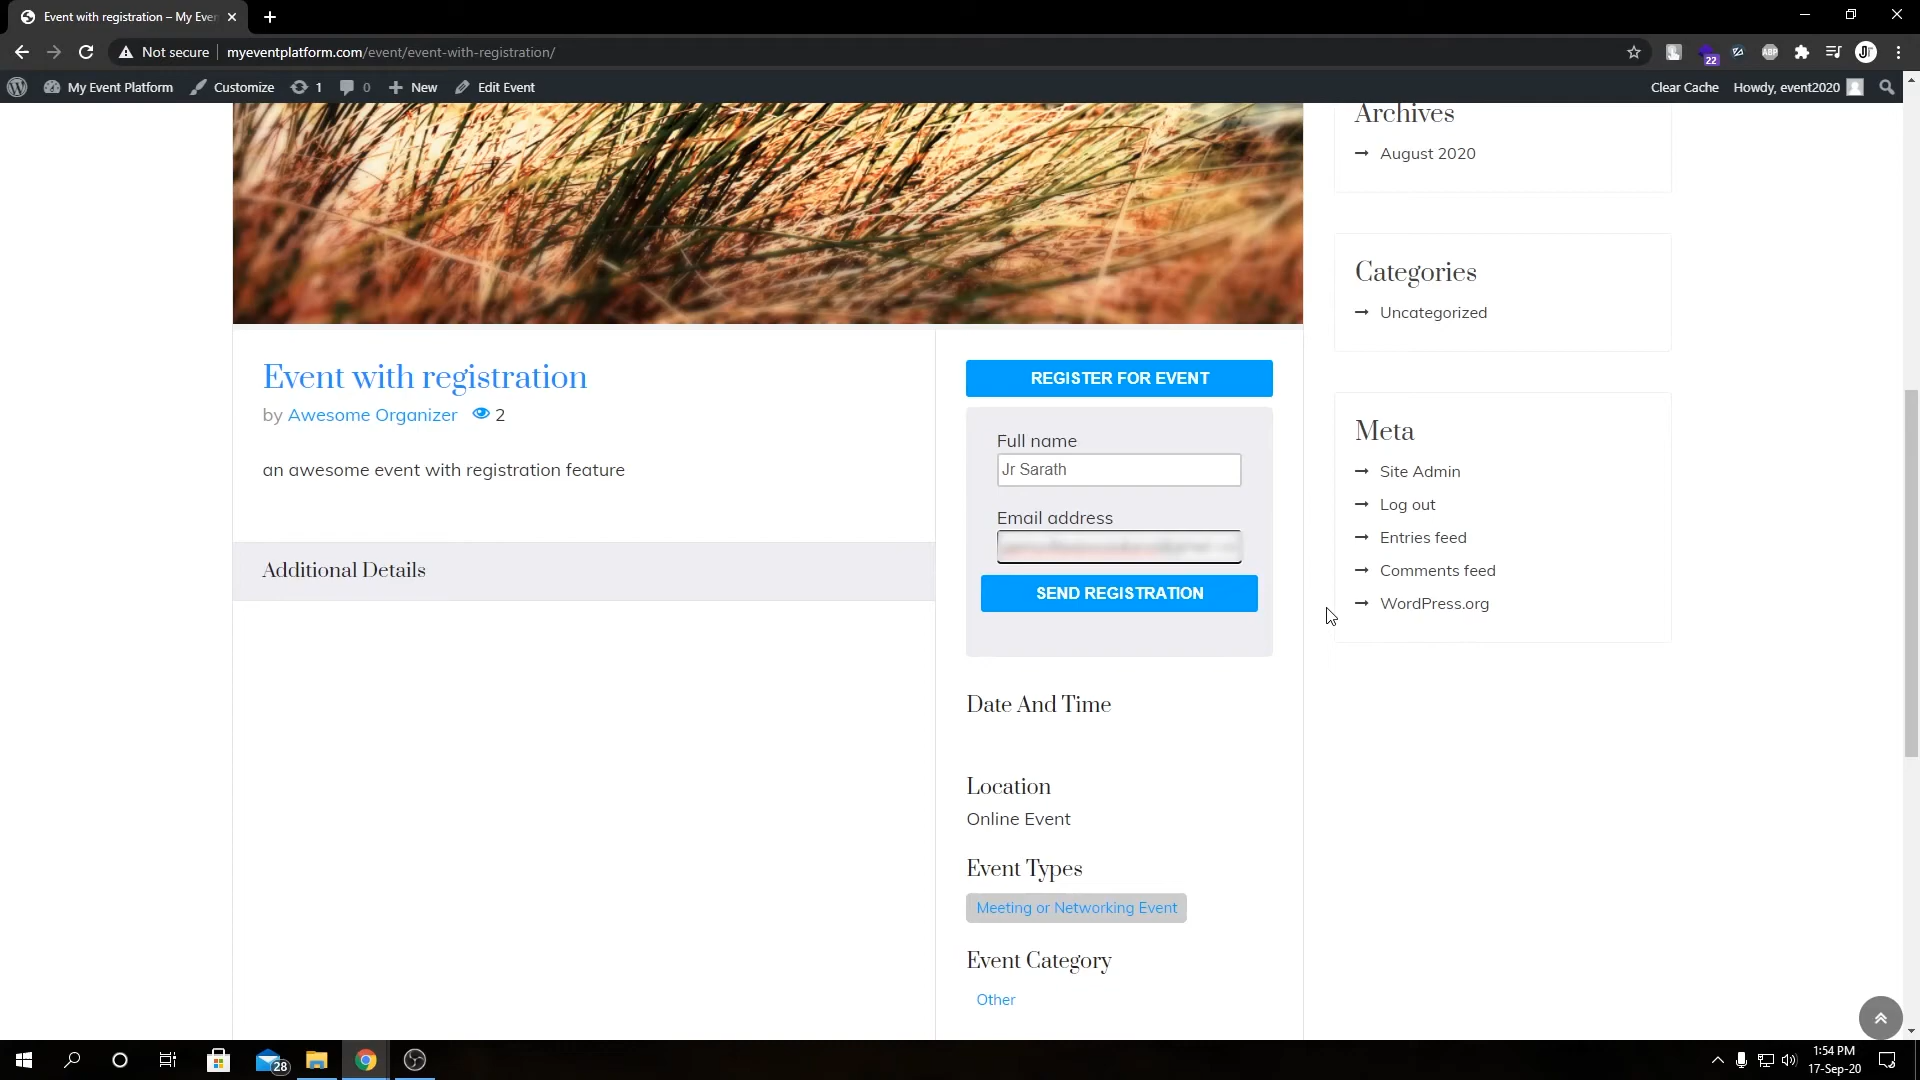 Event with registration – My Even
Not secure
myeventplatform.com/event/event-with-registration/
22
ABP
My Event Platform
Customize
1
0
New
Edit Event
Clear Cache
Howdy, event2020
Archives
August 2020
Categories
Uncategorized
Event with registration
by Awesome Organizer 2
an awesome event with registration feature
Additional Details
REGISTER FOR EVENT
Full name
Jr Sarath
Email address
SEND REGISTRATION
Date And Time
Location
Online Event
Event Types
Meeting or Networking Event
Event Category
Other
Meta
Site Admin
Log out
Entries feed
Comments feed
WordPress.org
28
1:54 PM
17-Sep-20